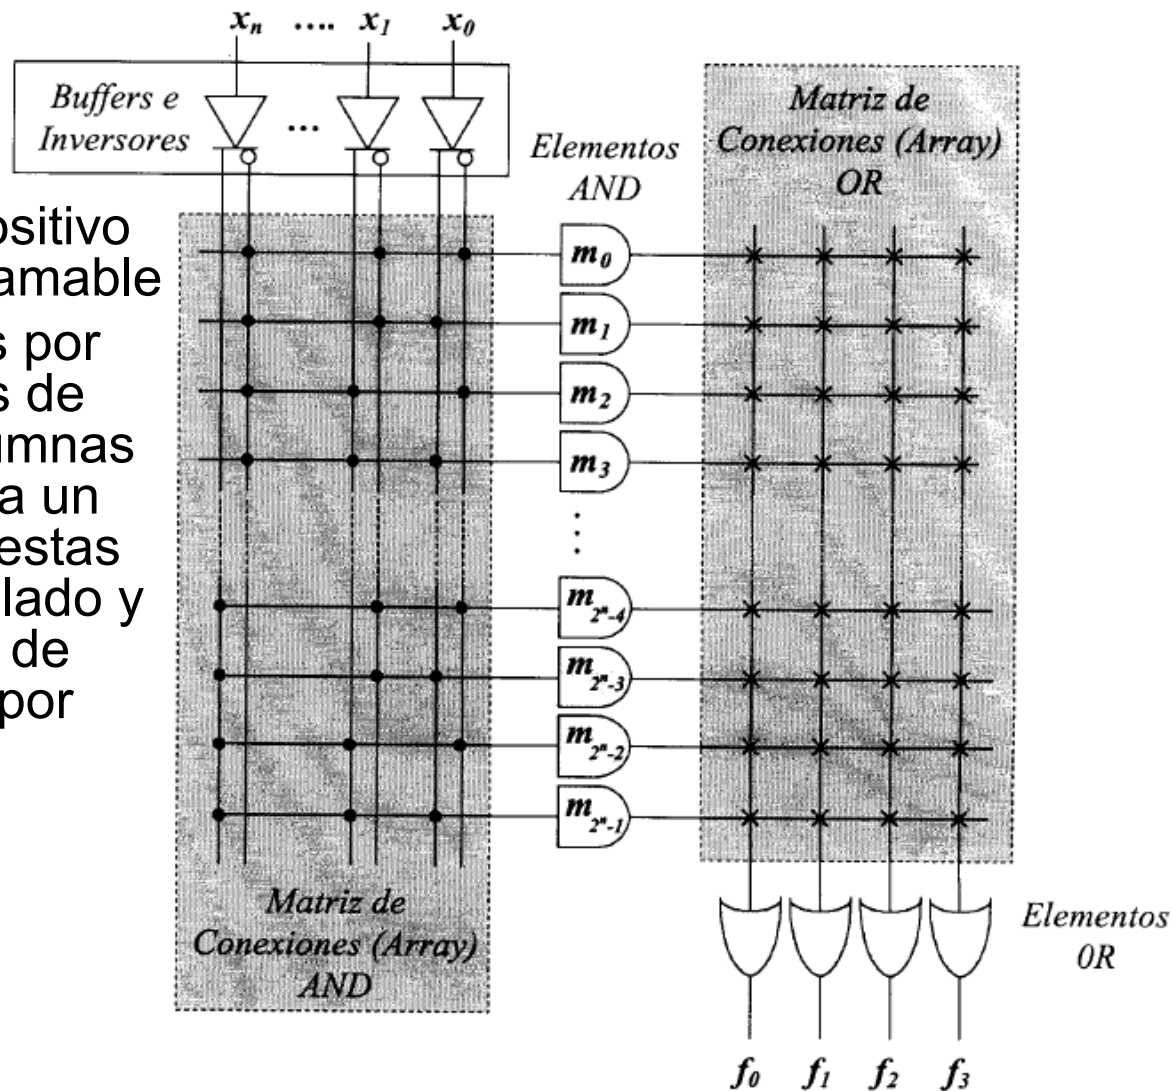 xₙ …. x₁ x₀
Buffers e
Inversores
...
Elementos
AND
Matriz de
Conexiones (Array)
OR
ositivo
amable
s por
s de
umnas
a un
estas
lado y
de
por
m₀
m₁
m₂
m₃
m₂ⁿ₋₄
m₂ⁿ₋₃
m₂ⁿ₋₂
m₂ⁿ₋₁
Matriz de
Conexiones (Array)
AND
Elementos
OR
f₀ f₁ f₂ f₃